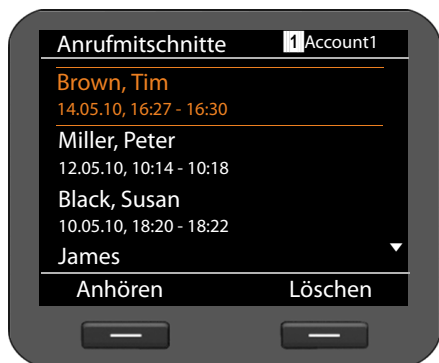 Anrufmitschnitte 1 Account1
Brown, Tim
14.05.10, 16:27 - 16:30
Miller, Peter
12.05.10, 10:14 - 10:18
Black, Susan
10.05.10, 18:20 - 18:22
James
Anhören Löschen